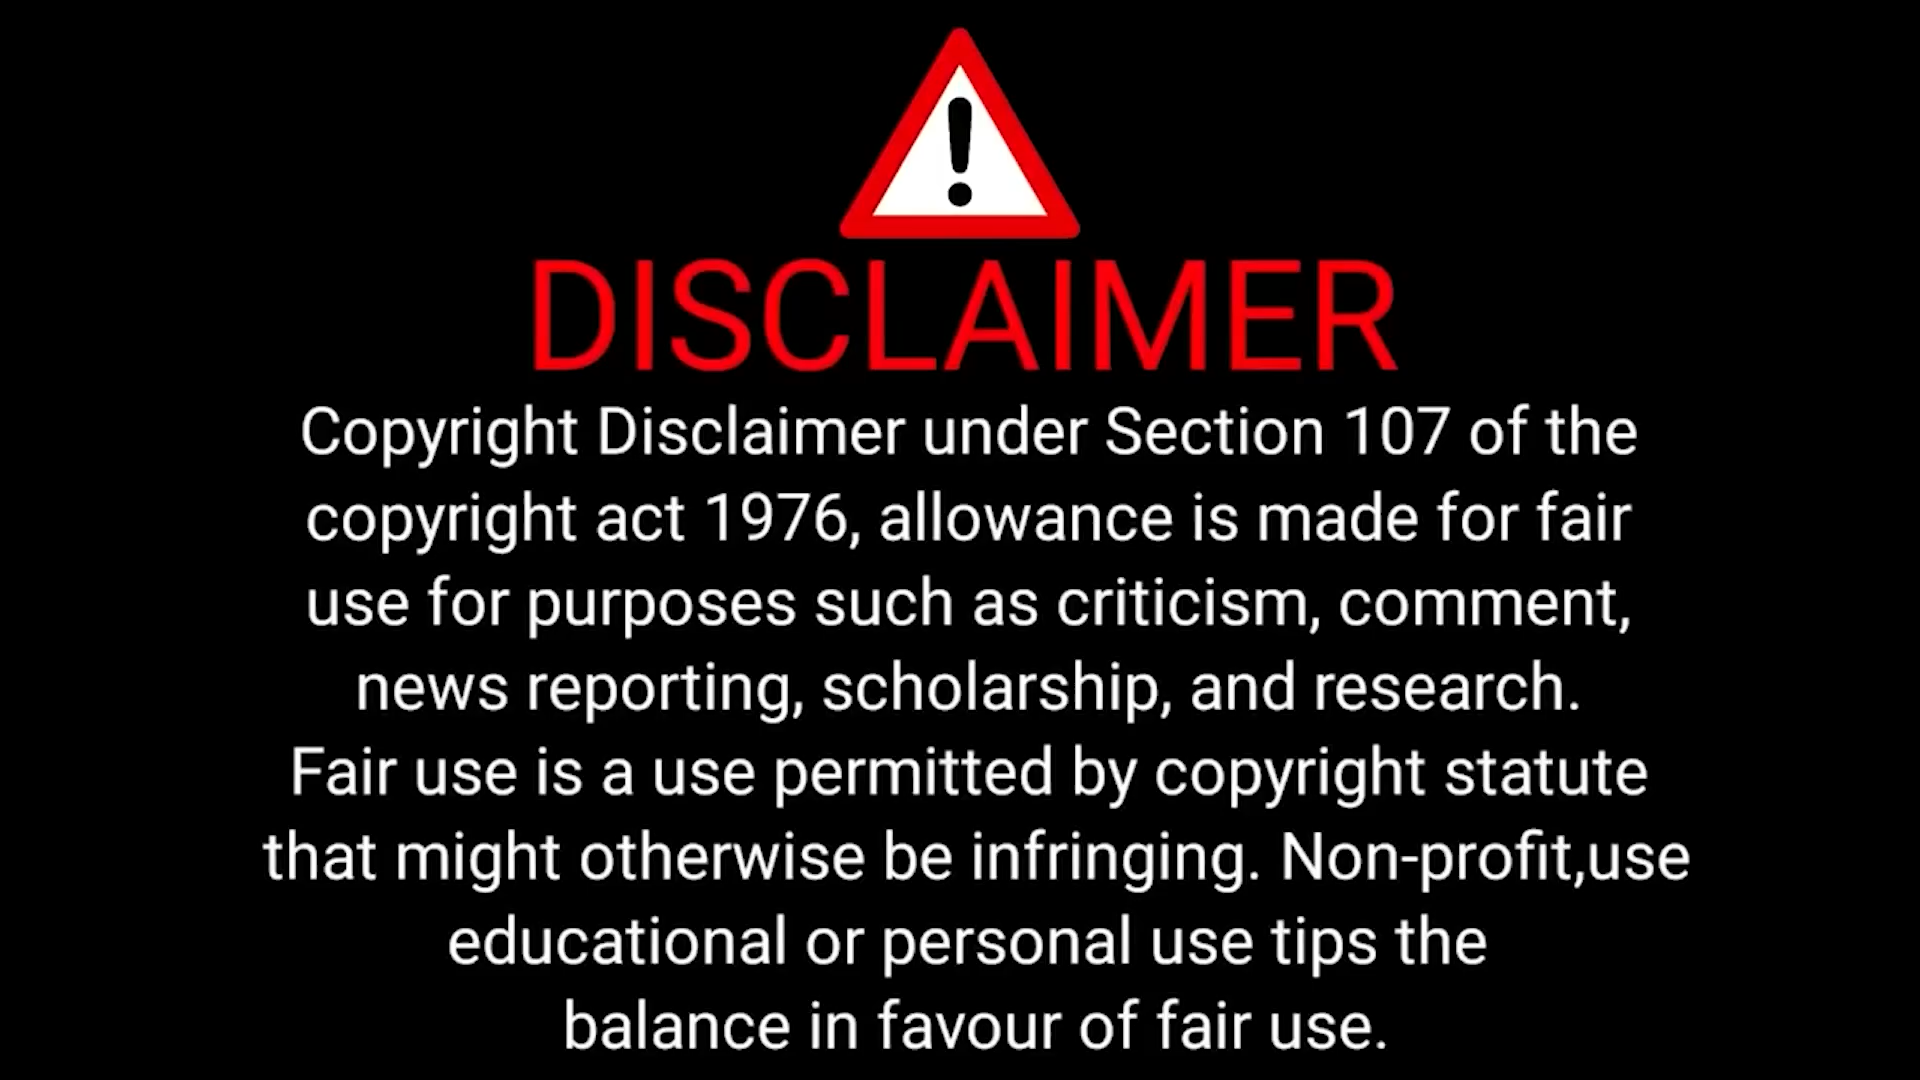 DISCLAIMER
Copyright Disclaimer under Section 107 of the
copyright act 1976, allowance is made for fair
use for purposes such as criticism, comment,
news reporting, scholarship, and research.
Fair use is a use permitted by copyright statute
that might otherwise be infringing. Non-profit,use
educational or personal use tips the
balance in favour of fair use.